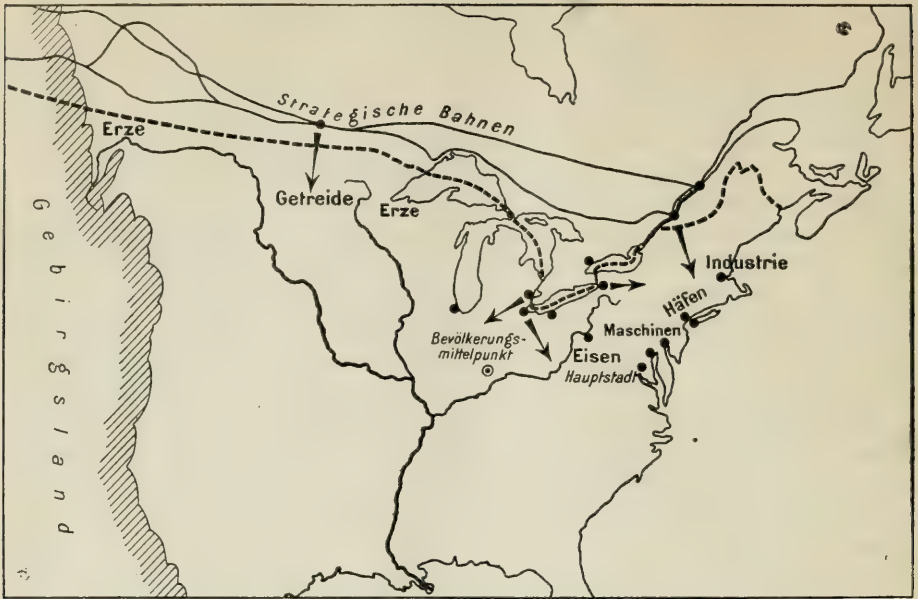 Strategische Bahnen
Erze
Getreide
Erze
Gebirgsland
Industrie
Häfen
Maschinen
Bevölkerungs-
mittelpunkt
Eisen
Hauptstadt